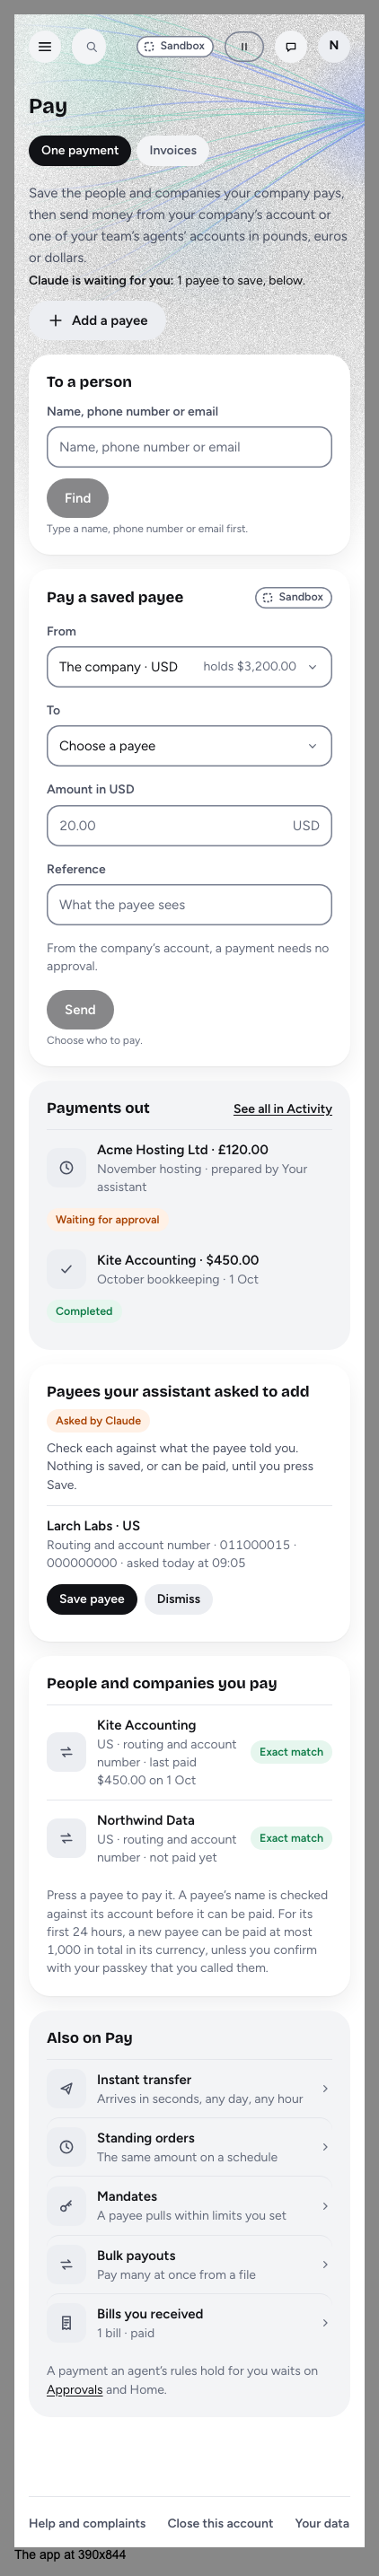 Sandbox
N
Pay
One payment
Invoices
Save the people and companies your company pays,
then send money from your company's account or
one of your team's agents' accounts in pounds, euros
or dollars.
Claude is waiting for you: 1 payee to save, below.
Add a payee
To a person
Name, phone number or email
Name, phone number or email
Find
Type a name, phone number or email first.
Pay a saved payee
Sandbox
From
The company · USD holds $3,200.00
To
Choose a payee
Amount in USD
20.00 USD
Reference
What the payee sees
From the company's account, a payment needs no
approval.
Send
Choose who to pay.
Payments out
See all in Activity
Acme Hosting Ltd · £120.00
November hosting · prepared by Your
assistant
Waiting for approval
Kite Accounting · $450.00
October bookkeeping · 1 Oct
Completed
Payees your assistant asked to add
Asked by Claude
Check each against what the payee told you.
Nothing is saved, or can be paid, until you press
Save.
Larch Labs · US
Routing and account number · 011000015 ·
000000000 · asked today at 09:05
Save payee
Dismiss
People and companies you pay
Kite Accounting
US · routing and account
number · last paid
$450.00 on 1 Oct
Exact match
Northwind Data
US · routing and account
number · not paid yet
Exact match
Press a payee to pay it. A payee's name is checked
against its account before it can be paid. For its
first 24 hours, a new payee can be paid at most
1,000 in total in its currency, unless you confirm
with your passkey that you called them.
Also on Pay
Instant transfer
Arrives in seconds, any day, any hour
Standing orders
The same amount on a schedule
Mandates
A payee pulls within limits you set
Bulk payouts
Pay many at once from a file
Bills you received
1 bill · paid
A payment an agent's rules hold for you waits on
Approvals and Home.
Help and complaints
Close this account
Your data
The app at 390x844